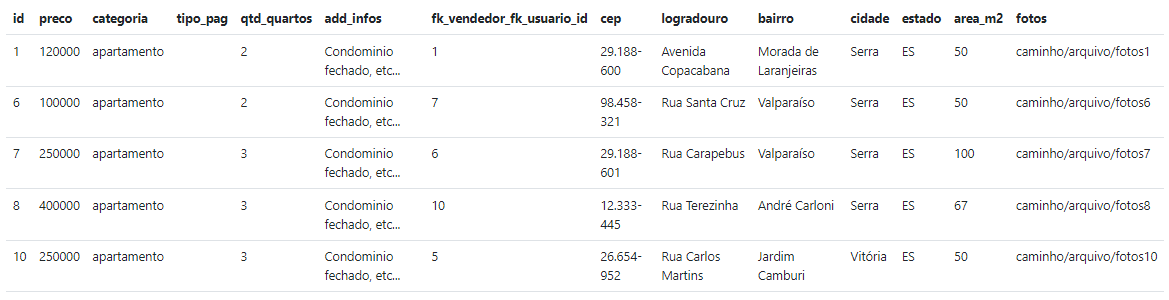 id preco categoria tipo_pag qtd_quartos add_infos fk_vendedor_fk_usuario_id cep logradouro bairro cidade estado area_m2 fotos
1 120000 apartamento 2 Condominio fechado, etc... 1 29.188-600 Avenida Copacabana Morada de Laranjeiras Serra ES 50 caminho/arquivo/fotos1
6 100000 apartamento 2 Condominio fechado, etc... 7 98.458-321 Rua Santa Cruz Valparaíso Serra ES 50 caminho/arquivo/fotos6
7 250000 apartamento 3 Condominio fechado, etc... 6 29.188-601 Rua Carapebus Valparaíso Serra ES 100 caminho/arquivo/fotos7
8 400000 apartamento 3 Condominio fechado, etc... 10 12.333-445 Rua Terezinha André Carloni Serra ES 67 caminho/arquivo/fotos8
10 250000 apartamento 3 Condominio fechado, etc... 5 26.654-952 Rua Carlos Martins Jardim Camburi Vitória ES 50 caminho/arquivo/fotos10